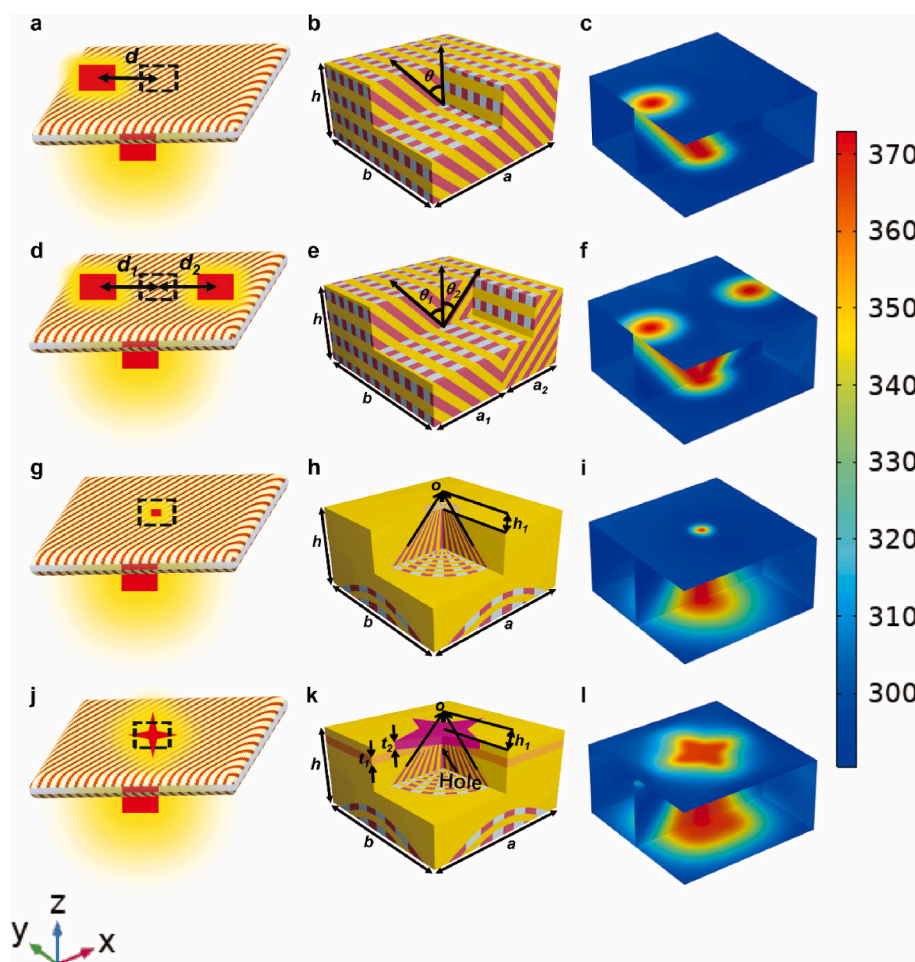 a
d
b
θ
h
b
a
c
d
d1
d2
e
θ1
θ2
h
b
a1
a2
f
g
h
o
h1
h
b
a
i
j
k
o
t2
t1
h1
Hole
h
b
a
l
370
360
350
340
330
320
310
300
z
y
x